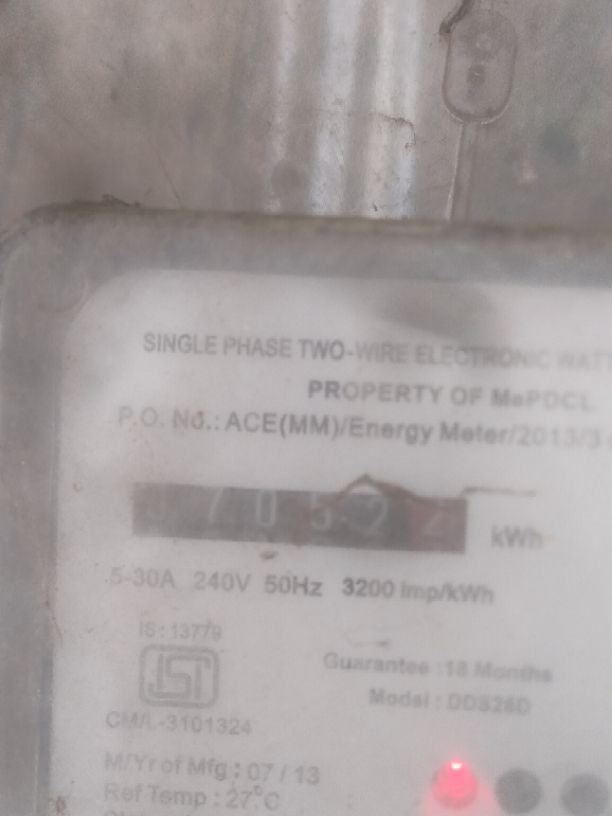 SINGLE PHASE TWO-WIRE ELECTRONIC WATT
PROPERTY OF MePDCL
P.O. No.: ACE(MM)/Energy Meter/2013/3
70522 kWh
5-30A 240V 50Hz 3200 Imp/kWh
IS : 13779
ISI
CM/L-3101324
Guarantee : 18 Months
Model : DDS26D
M/Yr of Mfg : 07 / 13
Ref Temp : 27°C